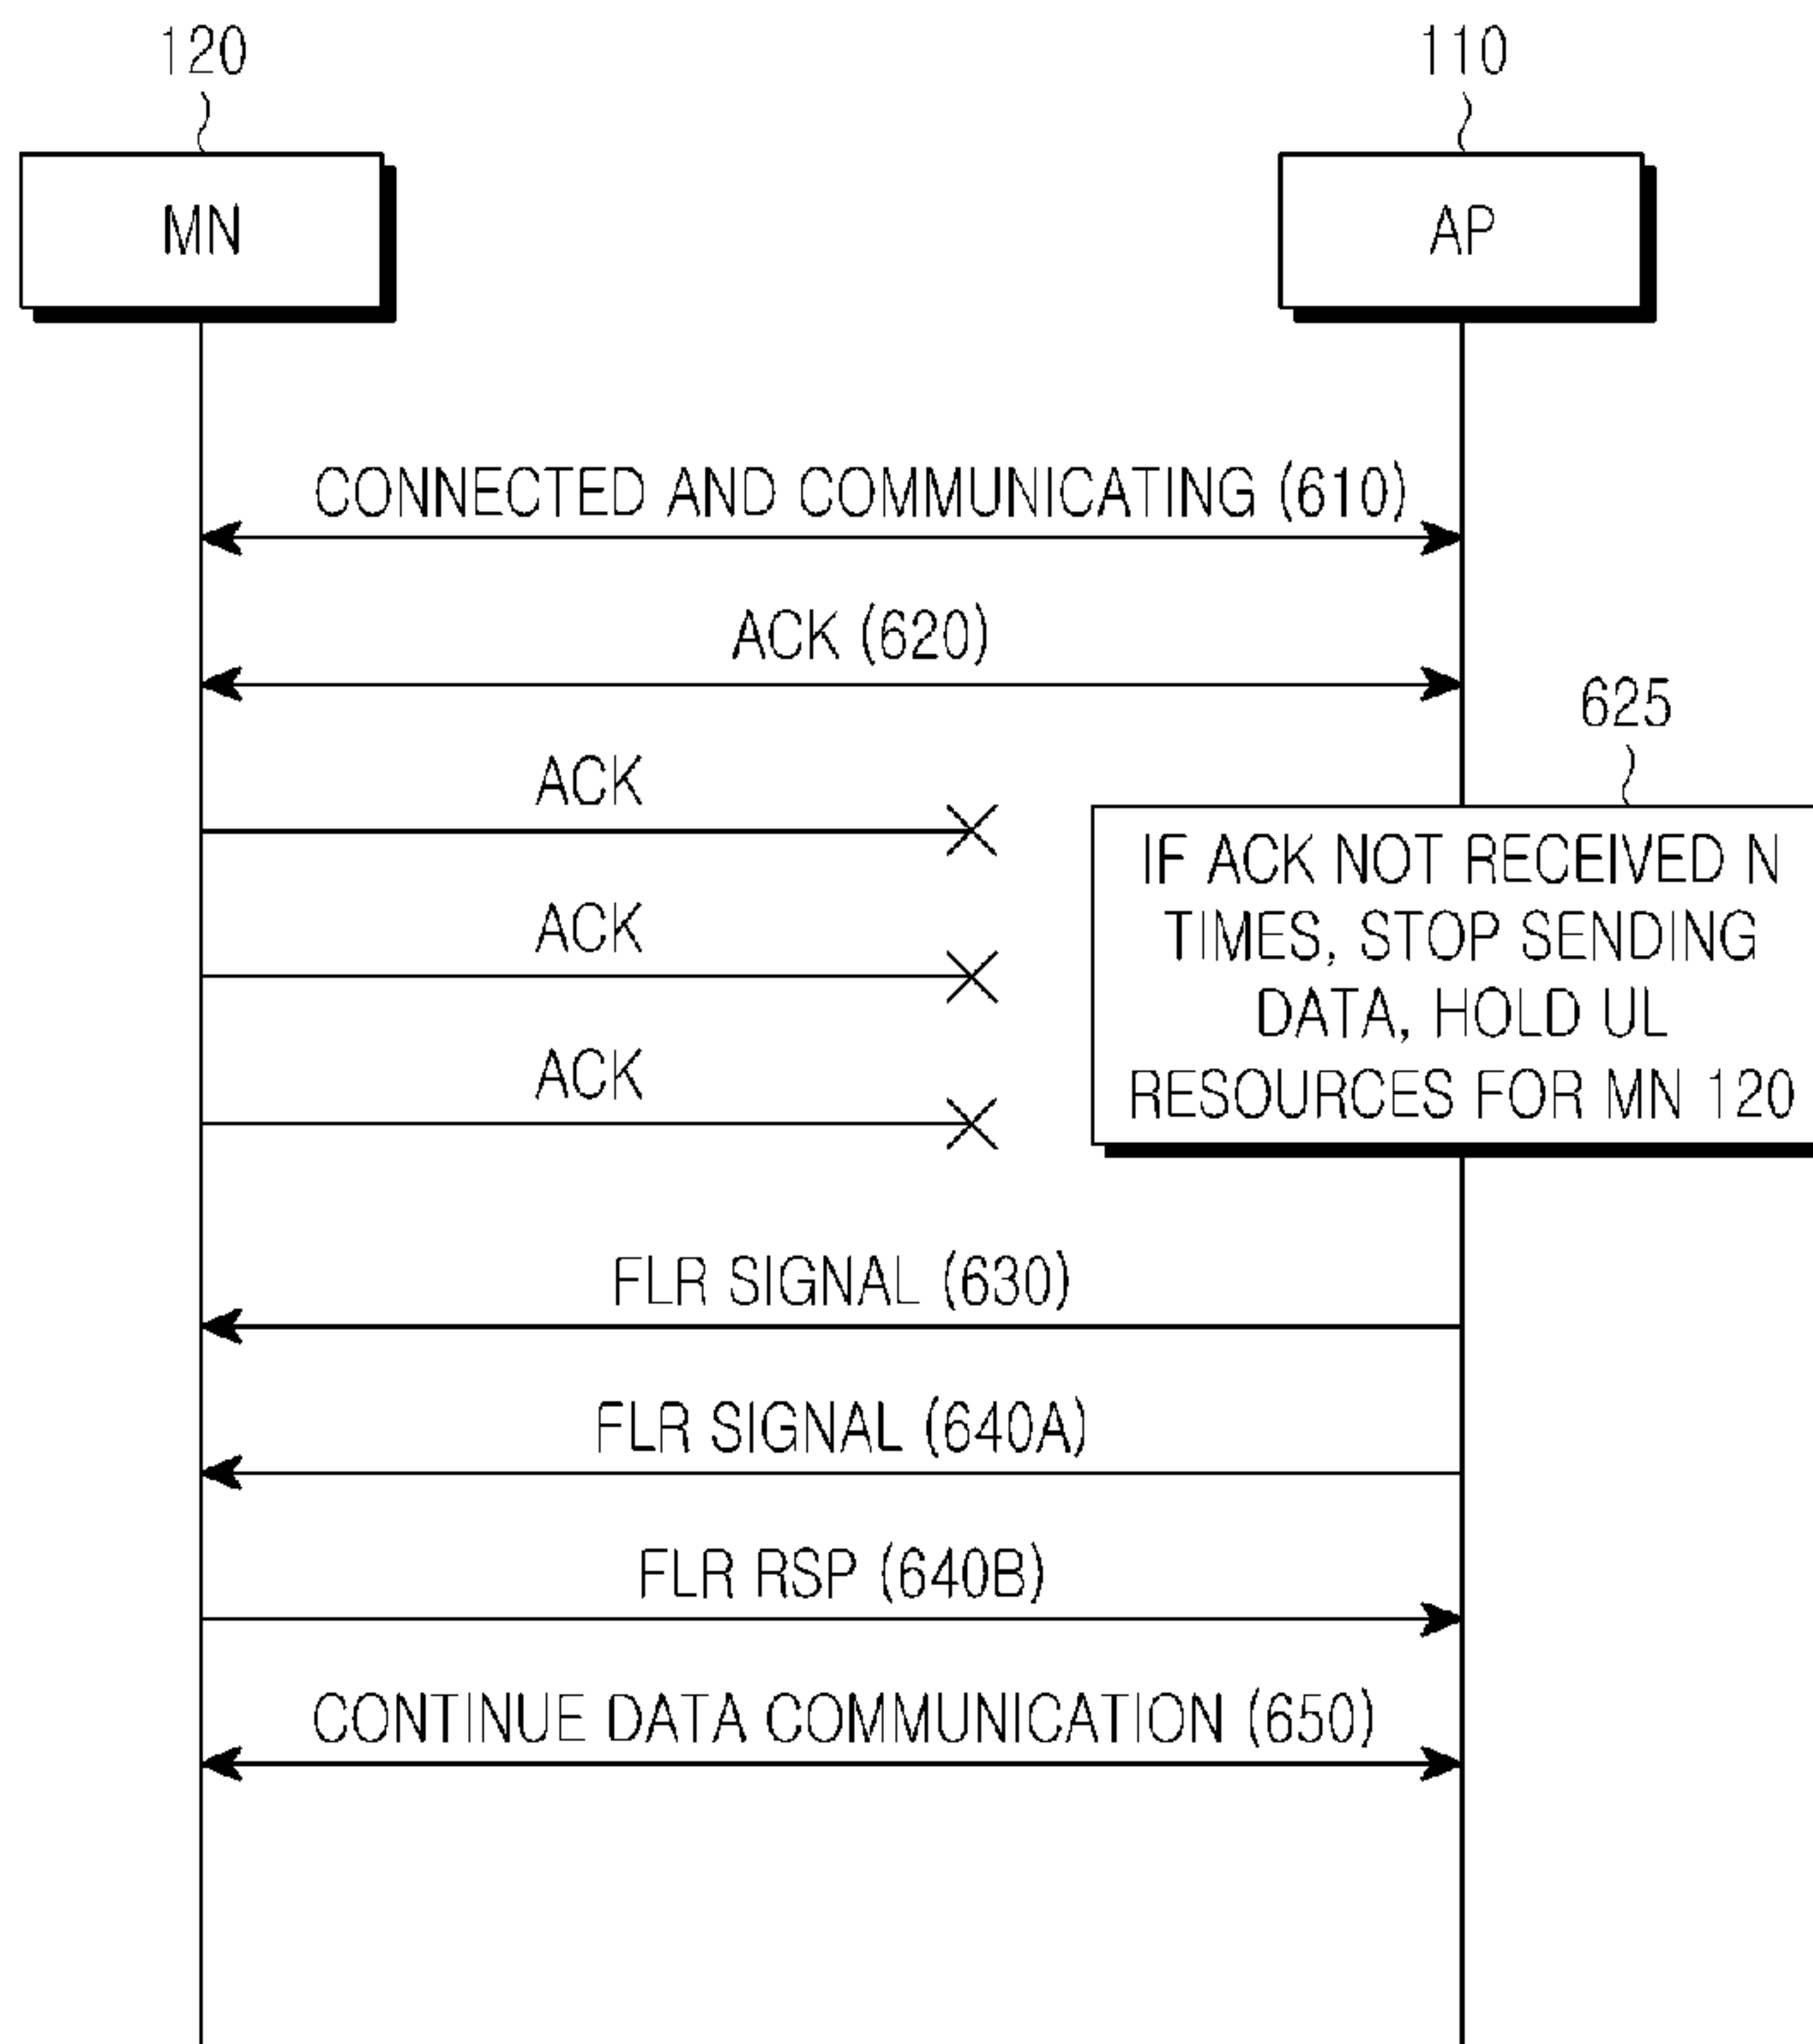 120
110
MN
AP
CONNECTED AND COMMUNICATING (610)
ACK (620)
625
ACK
IF ACK NOT RECEIVED N
TIMES, STOP SENDING
DATA, HOLD UL
RESOURCES FOR MN 120
ACK
ACK
FLR SIGNAL (630)
FLR SIGNAL (640A)
FLR RSP (640B)
CONTINUE DATA COMMUNICATION (650)